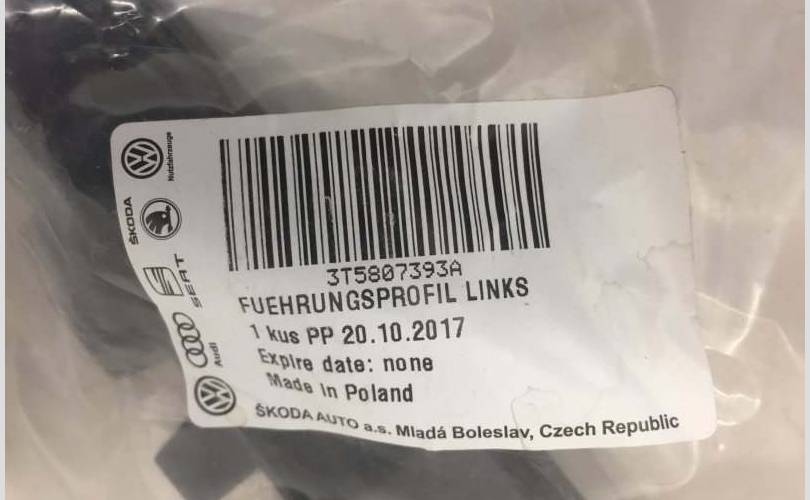 Nutzfahrzeuge
ŠKODA
SEAT
Audi
3T5807393A
FUEHRUNGSPROFIL LINKS
1 kus PP 20.10.2017
Expire date: none
Made in Poland
ŠKODA AUTO a.s. Mladá Boleslav, Czech Republic